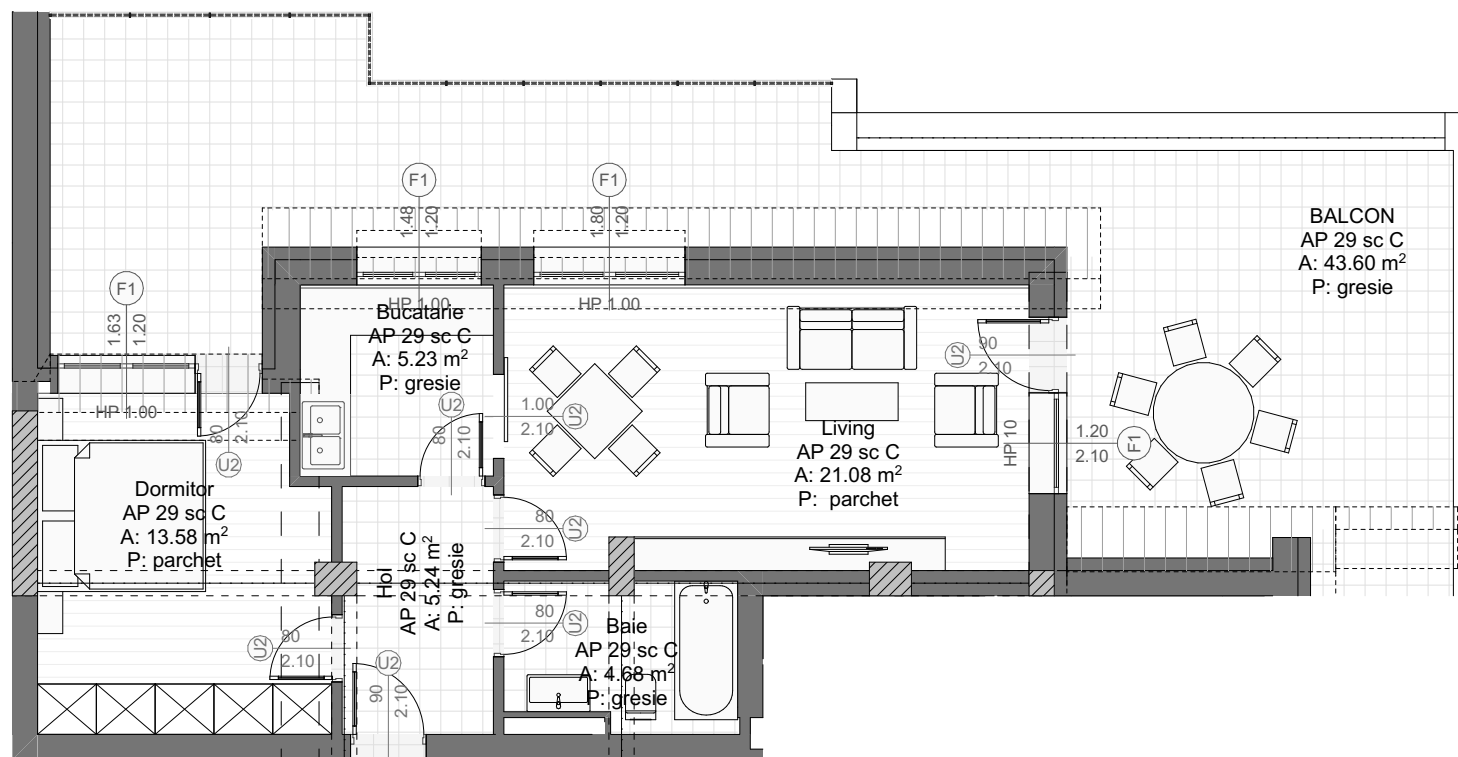 F1
1.48
1.20
HP 1.00
F1
1.80
1.20
HP 1.00
BALCON
AP 29 sc C
A: 43.60 m²
P: gresie
F1
1.63
1.20
HP 1.00
80
2.10
U2
Bucatarie
AP 29 sc C
A: 5.23 m²
P: gresie
U2
80
2.10
1.00
2.10
U2
U2
90
2.10
Living
AP 29 sc C
A: 21.08 m²
P: parchet
HP 10
1.20
2.10
F1
Dormitor
AP 29 sc C
A: 13.58 m²
P: parchet
80
2.10
U2
Hol
AP 29 sc C
A: 5.24 m²
P: gresie
80
2.10
U2
U2
80
2.10
U2
90
2.10
Baie
AP 29 sc C
A: 4.68 m²
P: gresie